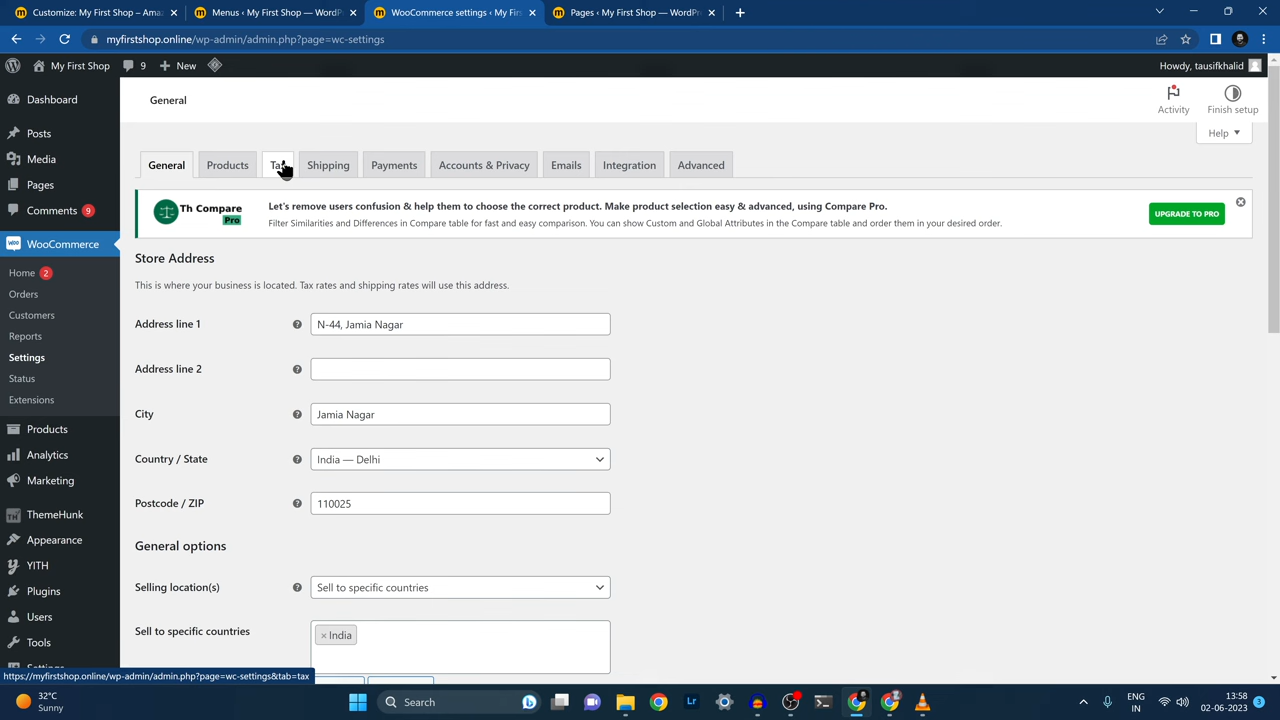 Customize: My First Shop – Amaz
Menus ‹ My First Shop — WordPr
WooCommerce settings ‹ My Firs
Pages ‹ My First Shop — WordPr
myfirstshop.online/wp-admin/admin.php?page=wc-settings
My First Shop
9
New
Howdy, tausifkhalid
Dashboard
Posts
Media
Pages
Comments 9
WooCommerce
Home 2
Orders
Customers
Reports
Settings
Status
Extensions
Products
Analytics
Marketing
ThemeHunk
Appearance
YITH
Plugins
Users
Tools
Settings
General
Activity
Finish setup
Help
General
Products
Shipping
Payments
Accounts & Privacy
Emails
Integration
Advanced
Th Compare
Pro
Let's remove users confusion & help them to choose the correct product. Make product selection easy & advanced, using Compare Pro.
Filter Similarities and Differences in Compare table for fast and easy comparison. You can show Custom and Global Attributes in the Compare table and order them in your desired order.
UPGRADE TO PRO
Store Address
This is where your business is located. Tax rates and shipping rates will use this address.
Address line 1
N-44, Jamia Nagar
Address line 2
City
Jamia Nagar
Country / State
India — Delhi
Postcode / ZIP
110025
General options
Selling location(s)
Sell to specific countries
Sell to specific countries
× India
https://myfirstshop.online/wp-admin/admin.php?page=wc-settings&tab=tax
32°C
Sunny
Search
Lr
ENG
IN
13:58
02-06-2023
3